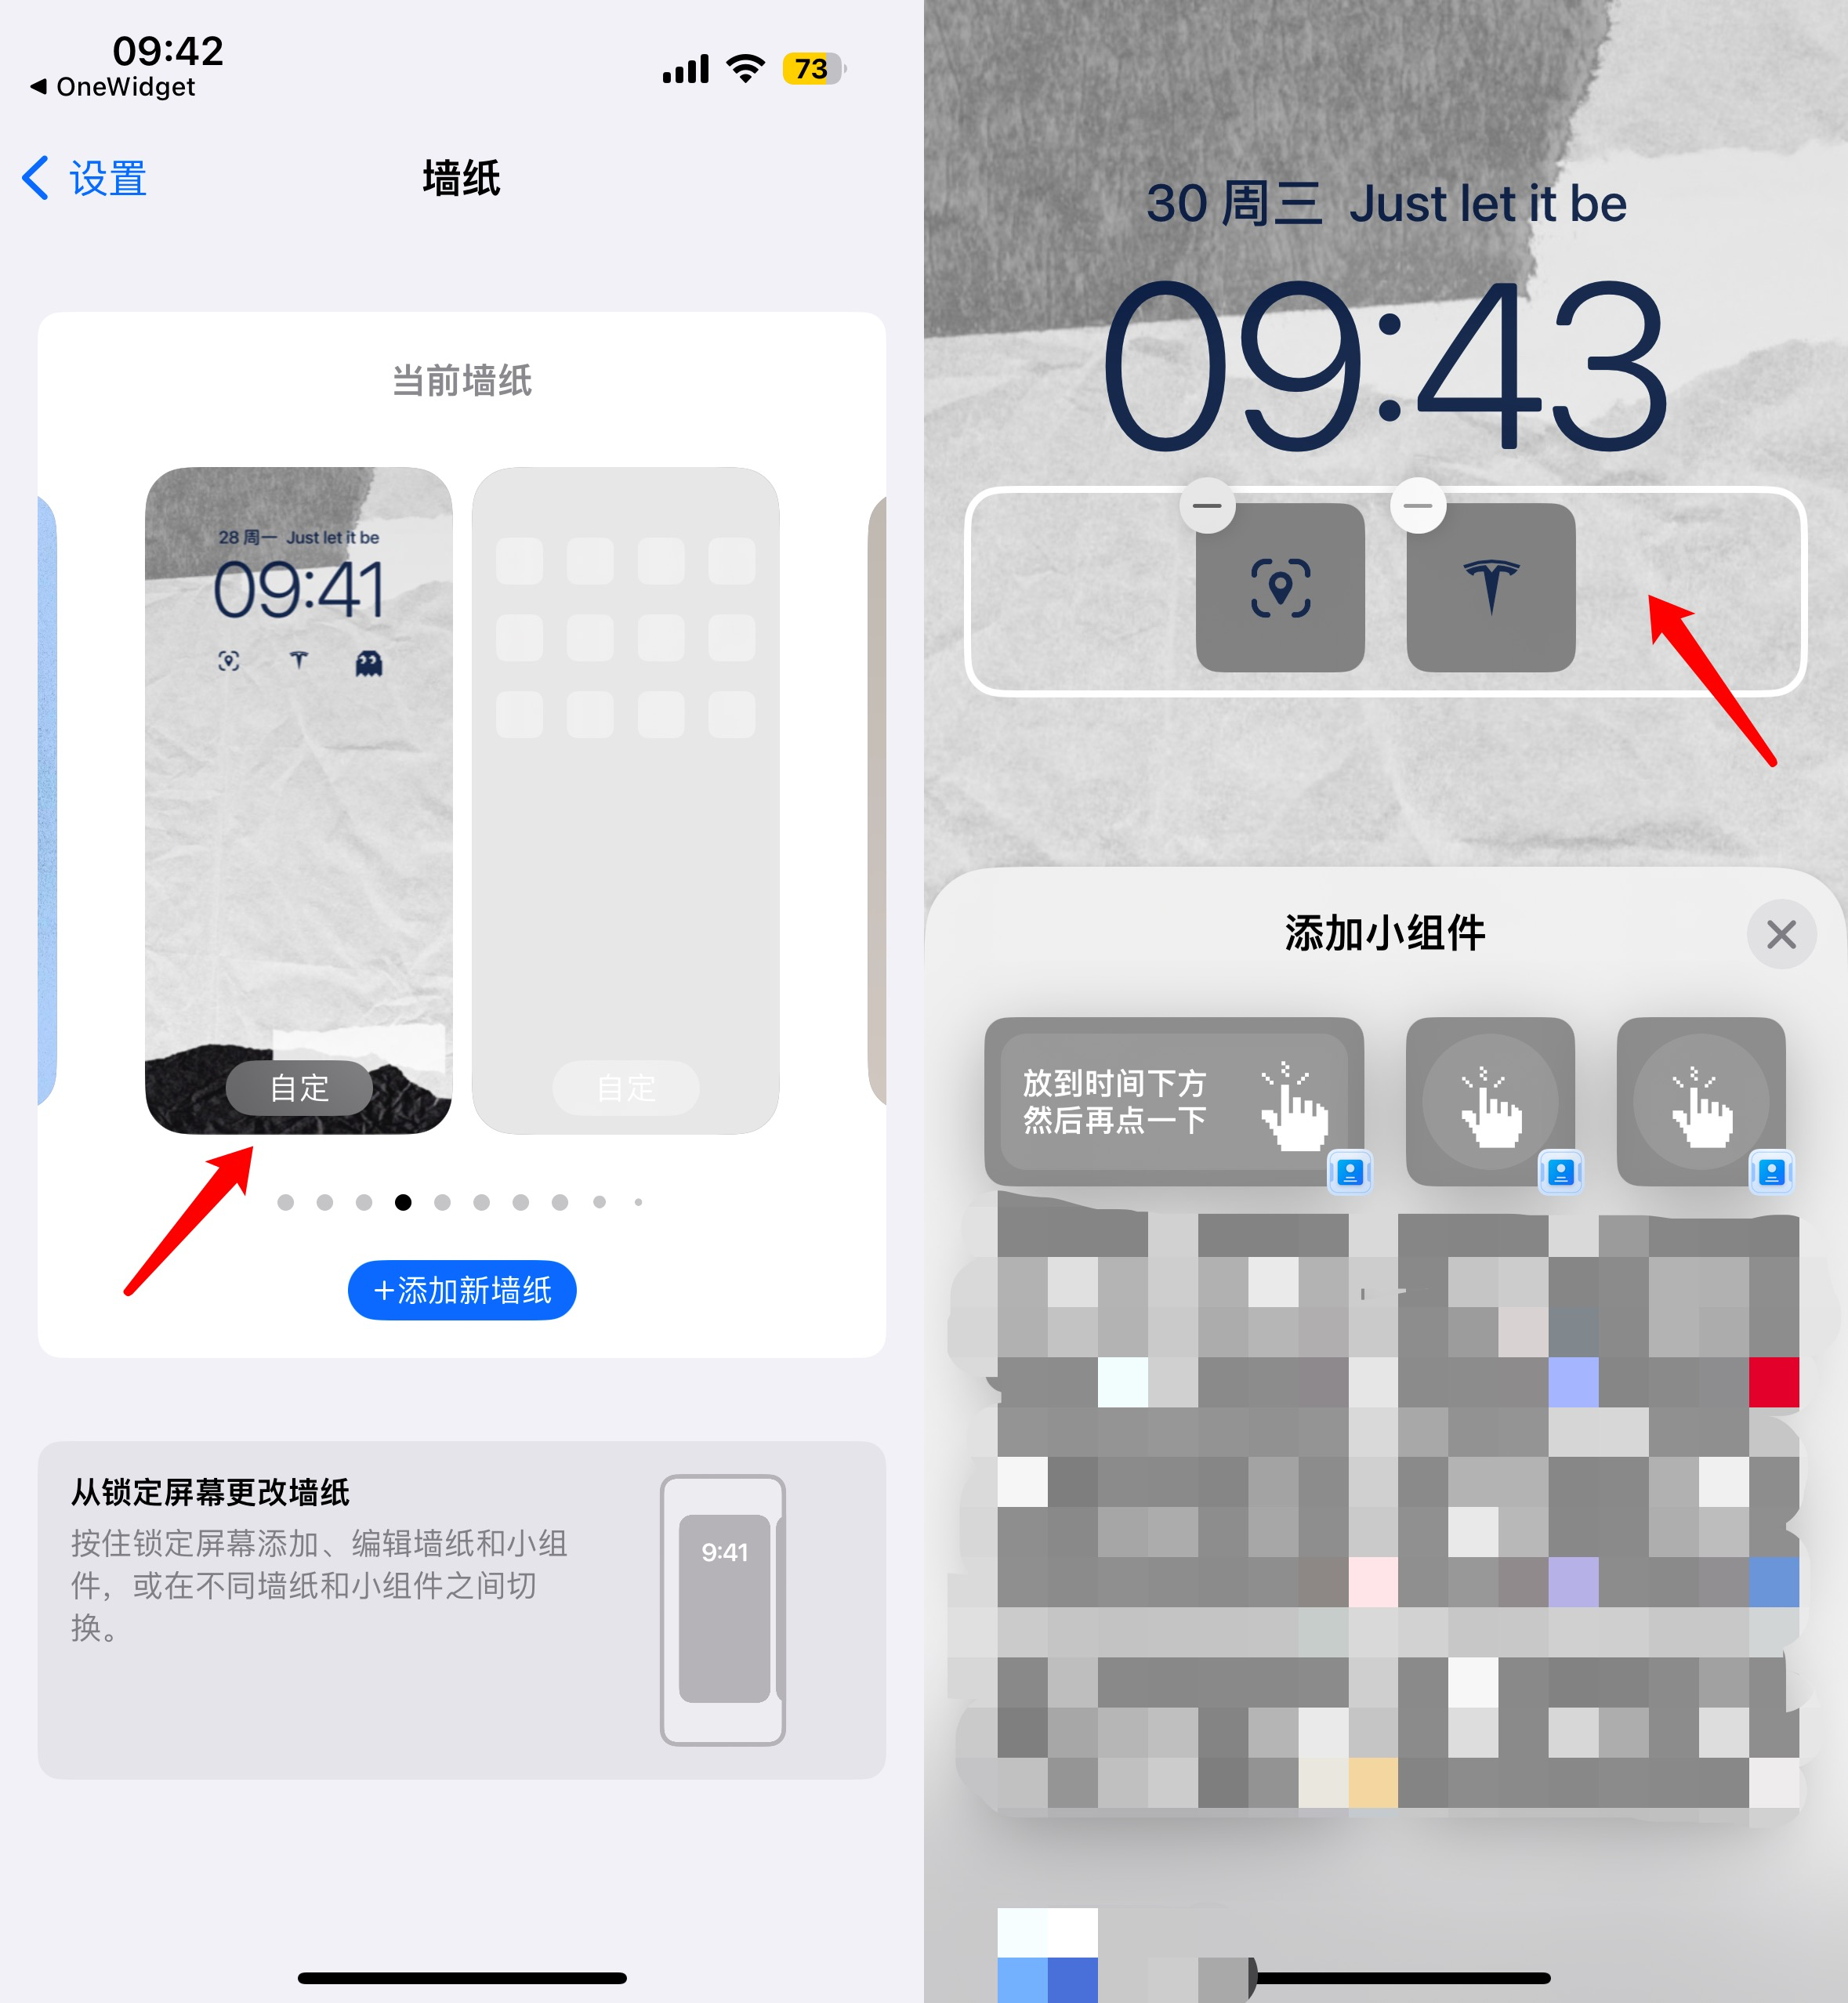 09:42
OneWidget
73
设置
墙纸
当前墙纸
28 周一 Just let it be
09:41
自定
自定
+添加新墙纸
从锁定屏幕更改墙纸
按住锁定屏幕添加、编辑墙纸和小组
件，或在不同墙纸和小组件之间切
换。
9:41
30 周三 Just let it be
09:43
添加小组件
放到时间下方
然后再点一下